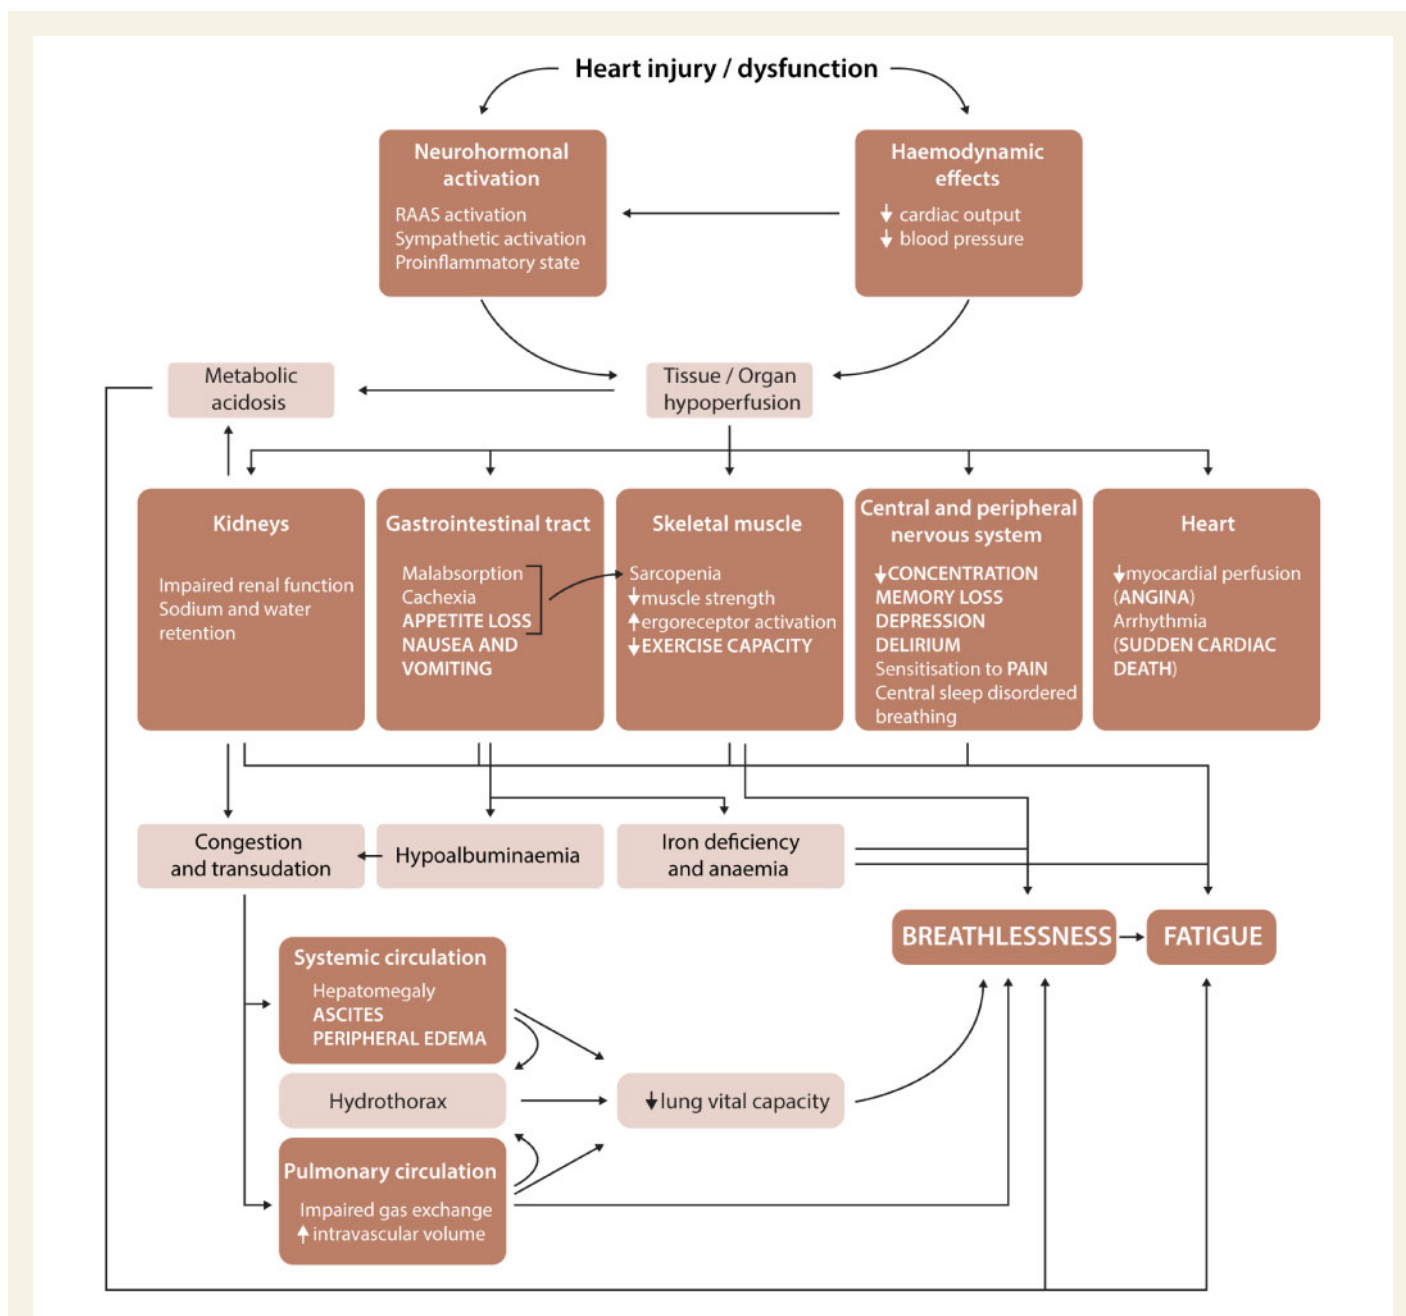 Heart injury / dysfunction
Neurohormonal
activation
RAAS activation
Sympathetic activation
Proinflammatory state
Haemodynamic
effects
↓ cardiac output
↓ blood pressure
Metabolic
acidosis
Tissue / Organ
hypoperfusion
Kidneys
Impaired renal function
Sodium and water
retention
Gastrointestinal tract
Malabsorption
Cachexia
APPETITE LOSS
NAUSEA AND
VOMITING
Skeletal muscle
Sarcopenia
↓muscle strength
↑ergoreceptor activation
↓EXERCISE CAPACITY
Central and peripheral
nervous system
↓CONCENTRATION
MEMORY LOSS
DEPRESSION
DELIRIUM
Sensitisation to PAIN
Central sleep disordered
breathing
Heart
↓myocardial perfusion
(ANGINA)
Arrhythmia
(SUDDEN CARDIAC
DEATH)
Congestion
and transudation
Hypoalbuminaemia
Iron deficiency
and anaemia
BREATHLESSNESS
FATIGUE
Systemic circulation
Hepatomegaly
ASCITES
PERIPHERAL EDEMA
Hydrothorax
↓lung vital capacity
Pulmonary circulation
Impaired gas exchange
↑intravascular volume